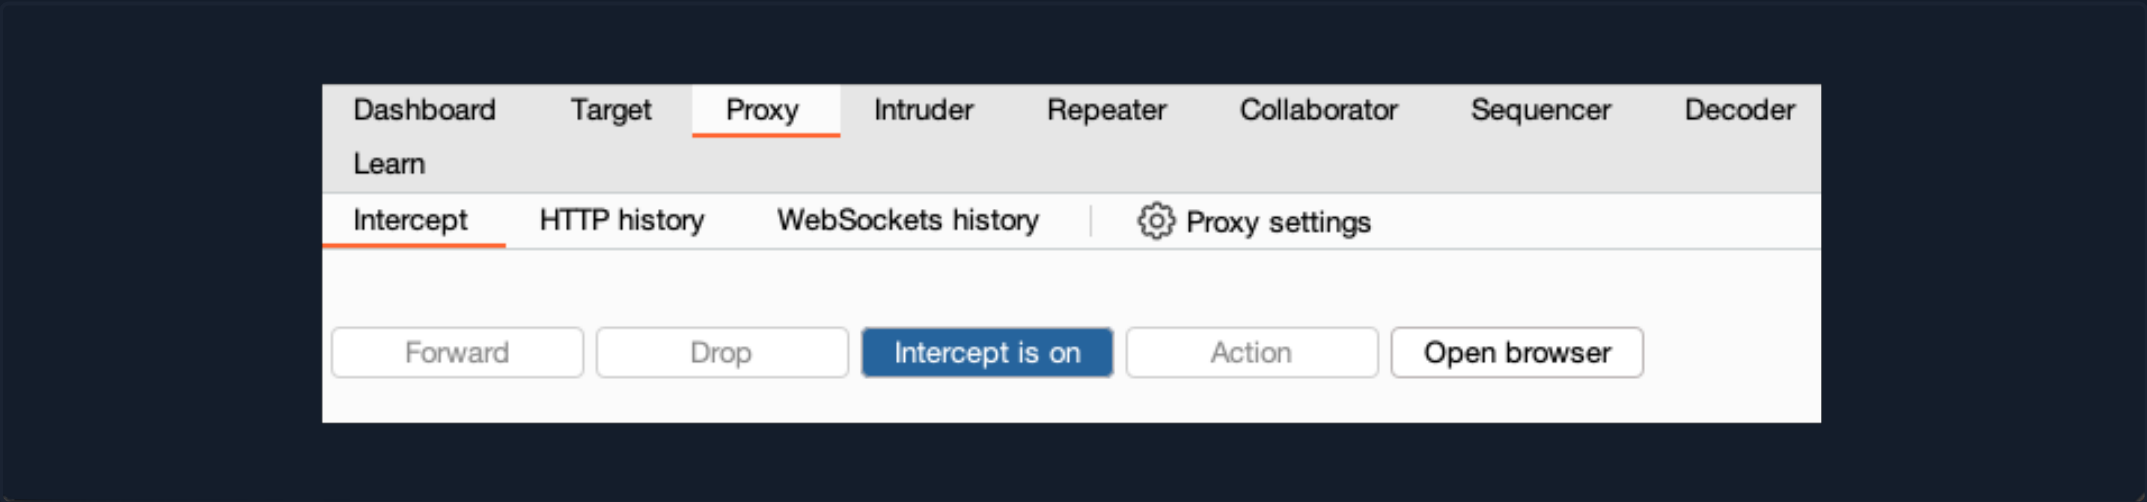 Dashboard Target Proxy Intruder Repeater Collaborator Sequencer Decoder
Learn
Intercept HTTP history WebSockets history Proxy settings
Forward Drop Intercept is on Action Open browser